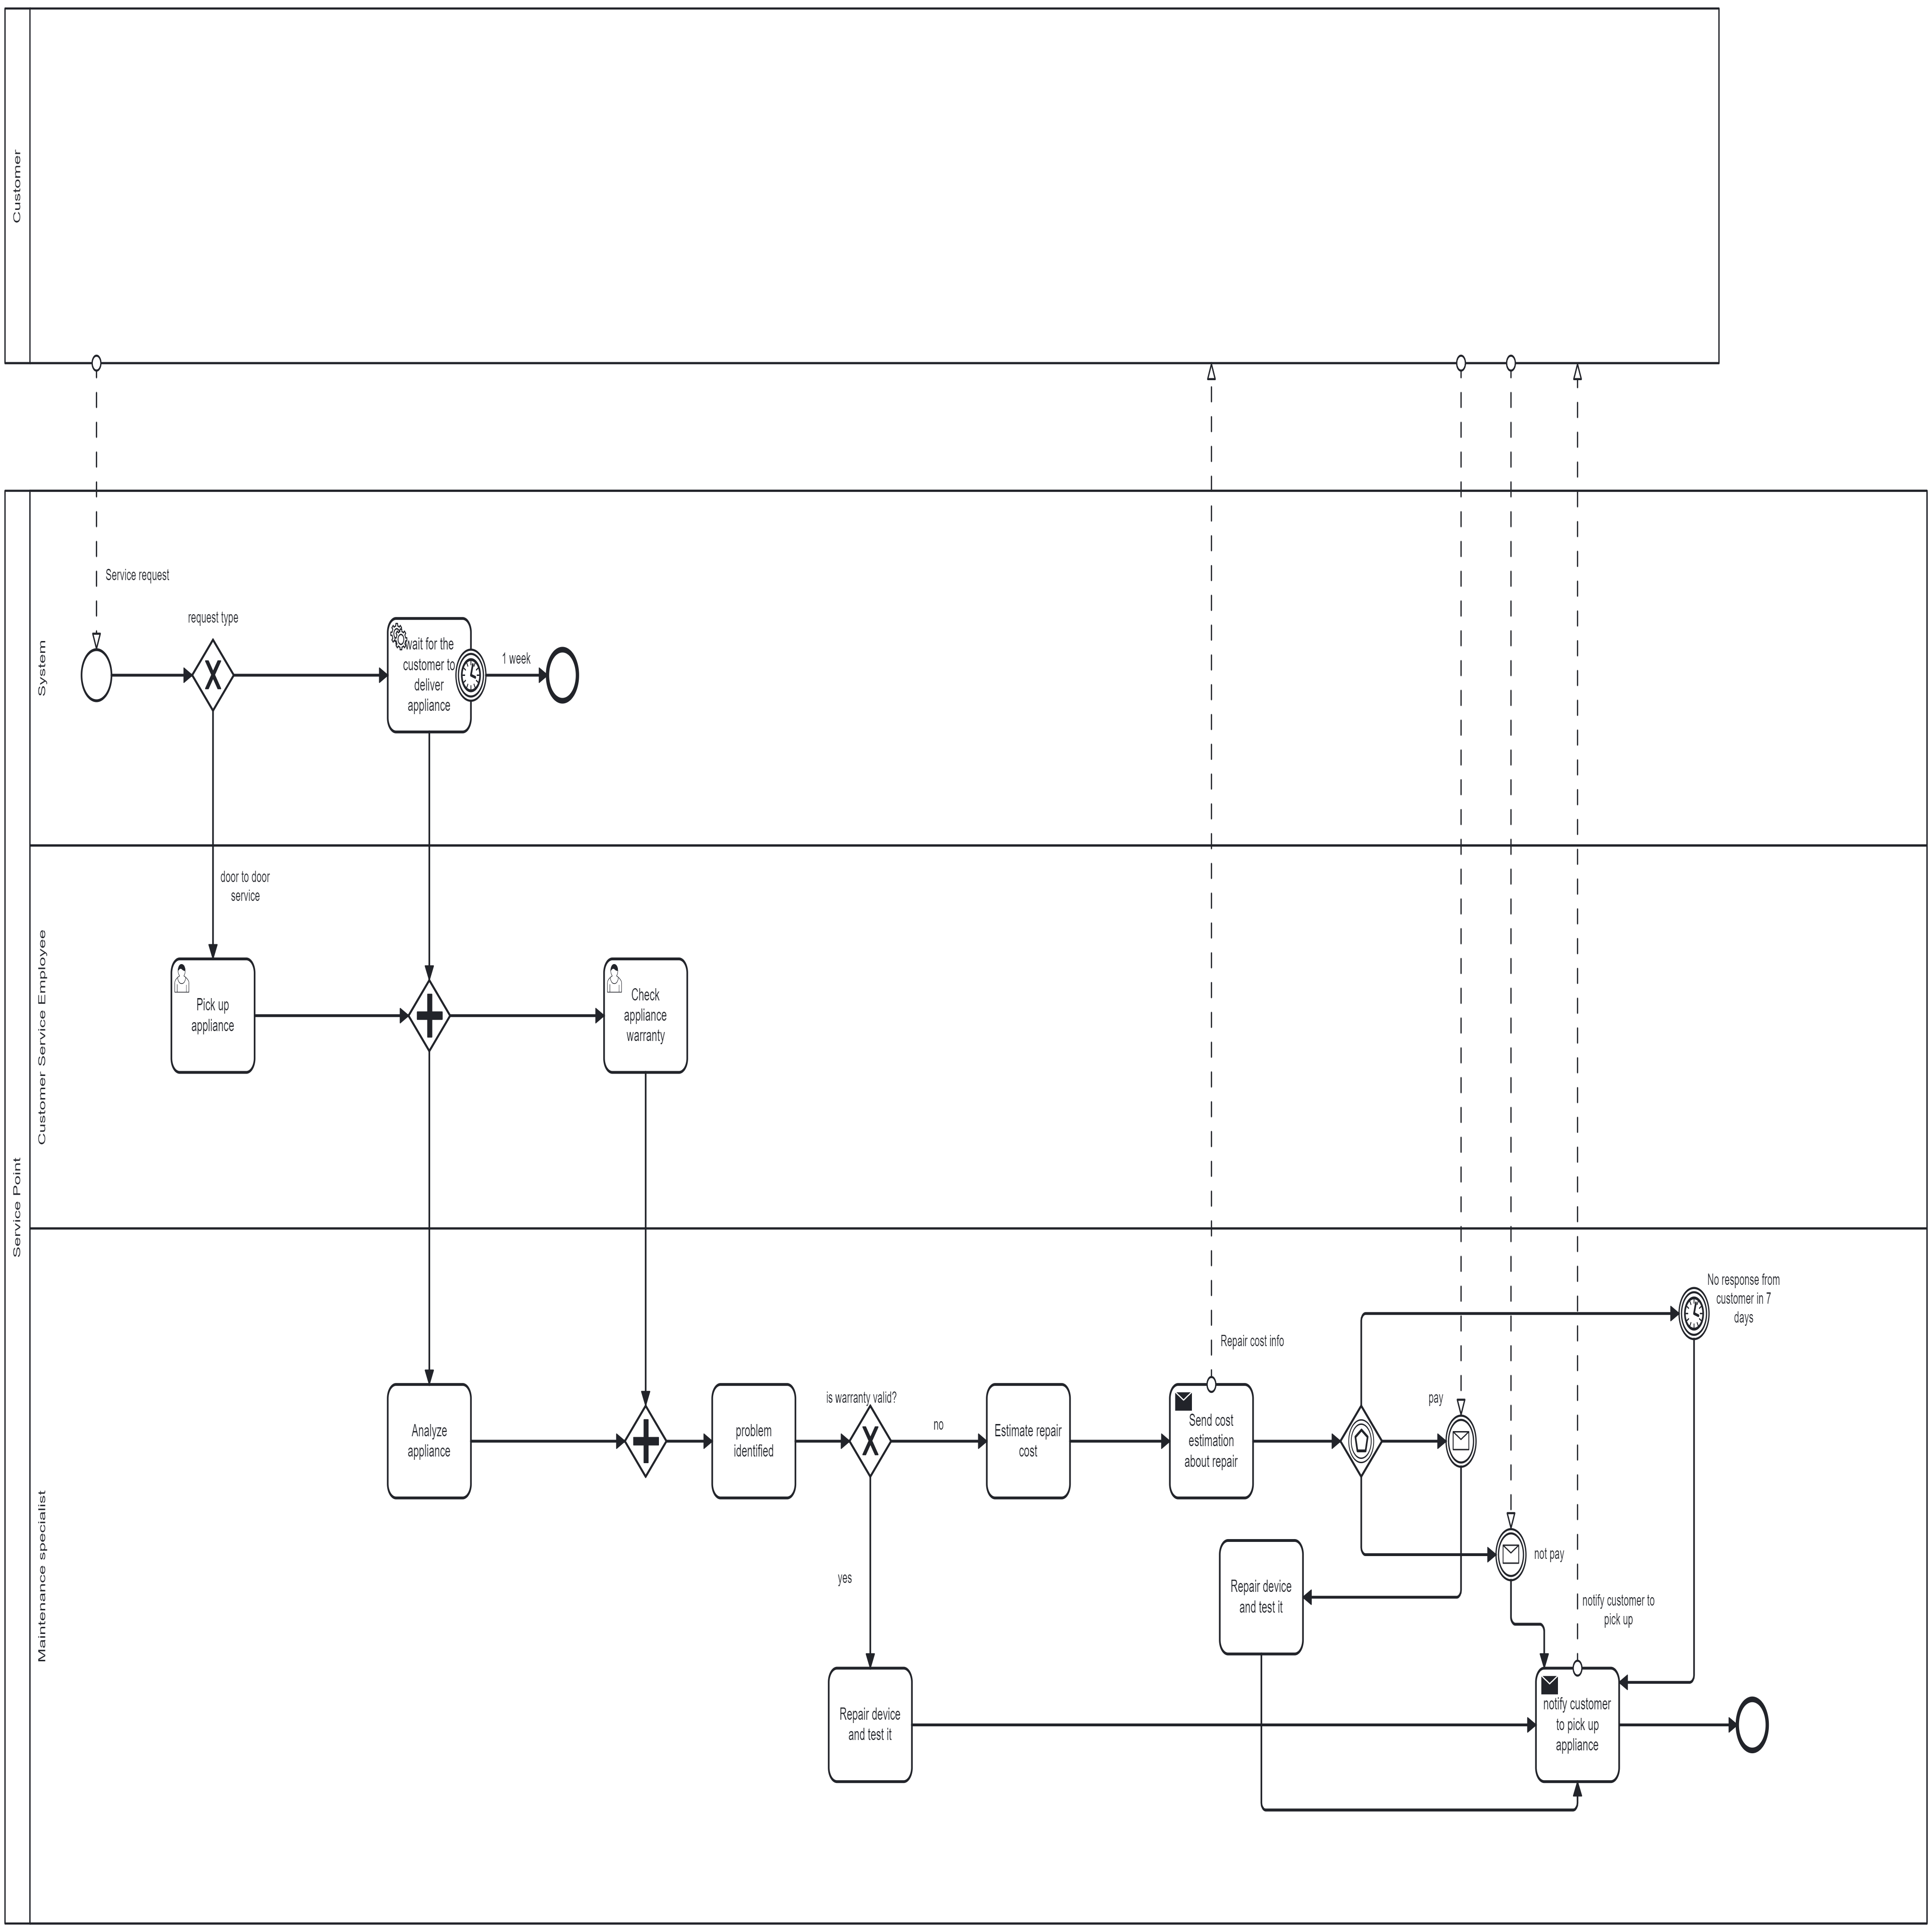 Customer
Service request
Service Point
System
request type
wait for the
customer to
deliver
appliance
1 week
Customer Service Employee
door to door
service
Pick up
appliance
Check
appliance
warranty
Maintenance specialist
No response from
customer in 7
days
Repair cost info
Analyze
appliance
problem
identified
is warranty valid?
no
Estimate repair
cost
Send cost
estimation
about repair
pay
not pay
yes
Repair device
and test it
notify customer to
pick up
Repair device
and test it
notify customer
to pick up
appliance